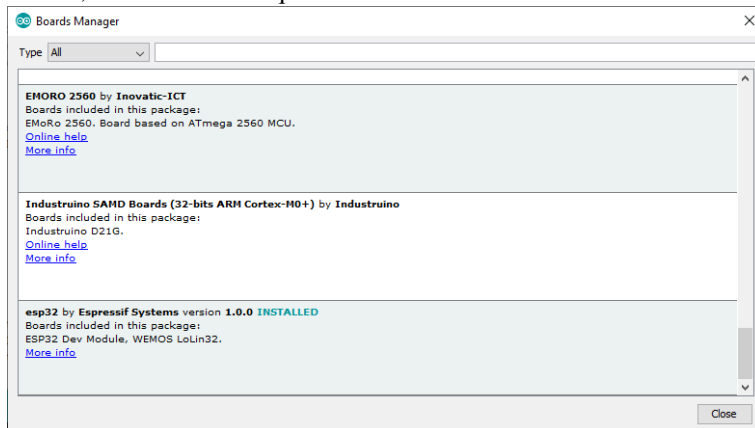 Boards Manager
Type All
EMORO 2560 by Inovatic-ICT
Boards included in this package:
EMoRo 2560. Board based on ATmega 2560 MCU.
Online help
More info
Industruino SAMD Boards (32-bits ARM Cortex-M0+) by Industruino
Boards included in this package:
Industruino D21G.
Online help
More info
esp32 by Espressif Systems version 1.0.0 INSTALLED
Boards included in this package:
ESP32 Dev Module, WEMOS LoLin32.
More info
Close